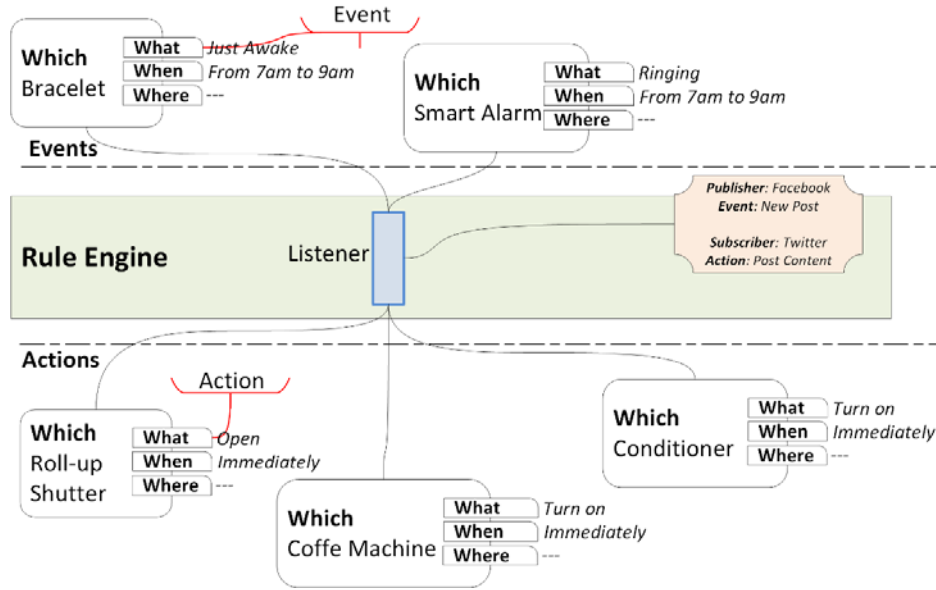 Event
Which
Bracelet
What
Just Awake
When
From 7am to 9am
Where
---
Which
Smart Alarm
What
Ringing
When
From 7am to 9am
Where
---
Events
Rule Engine
Listener
Publisher: Facebook
Event: New Post
Subscriber: Twitter
Action: Post Content
Actions
Action
Which
Roll-up
Shutter
What
Open
When
Immediately
Where
---
Which
Coffe Machine
What
Turn on
When
Immediately
Where
---
Which
Conditioner
What
Turn on
When
Immediately
Where
---